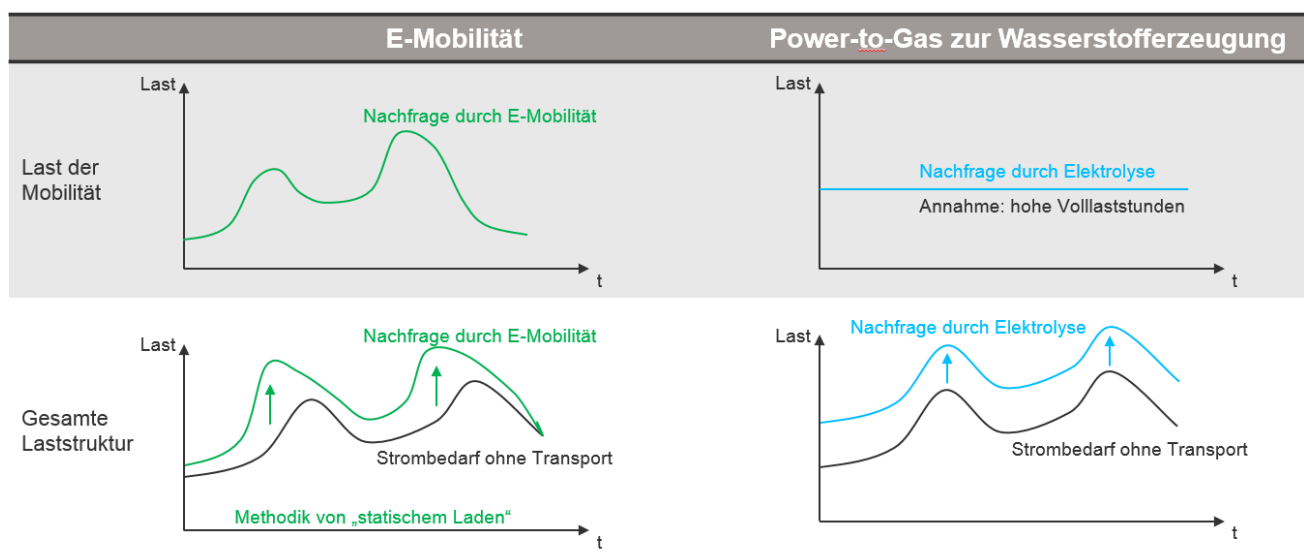 E-Mobilität
Power-to-Gas zur Wasserstofferzeugung
Last der
Mobilität
Last
Nachfrage durch E-Mobilität
t
Last
Nachfrage durch Elektrolyse
Annahme: hohe Volllaststunden
t
Gesamte
Laststruktur
Last
Nachfrage durch E-Mobilität
Strombedarf ohne Transport
Methodik von „statischem Laden“
t
Last
Nachfrage durch Elektrolyse
Strombedarf ohne Transport
t